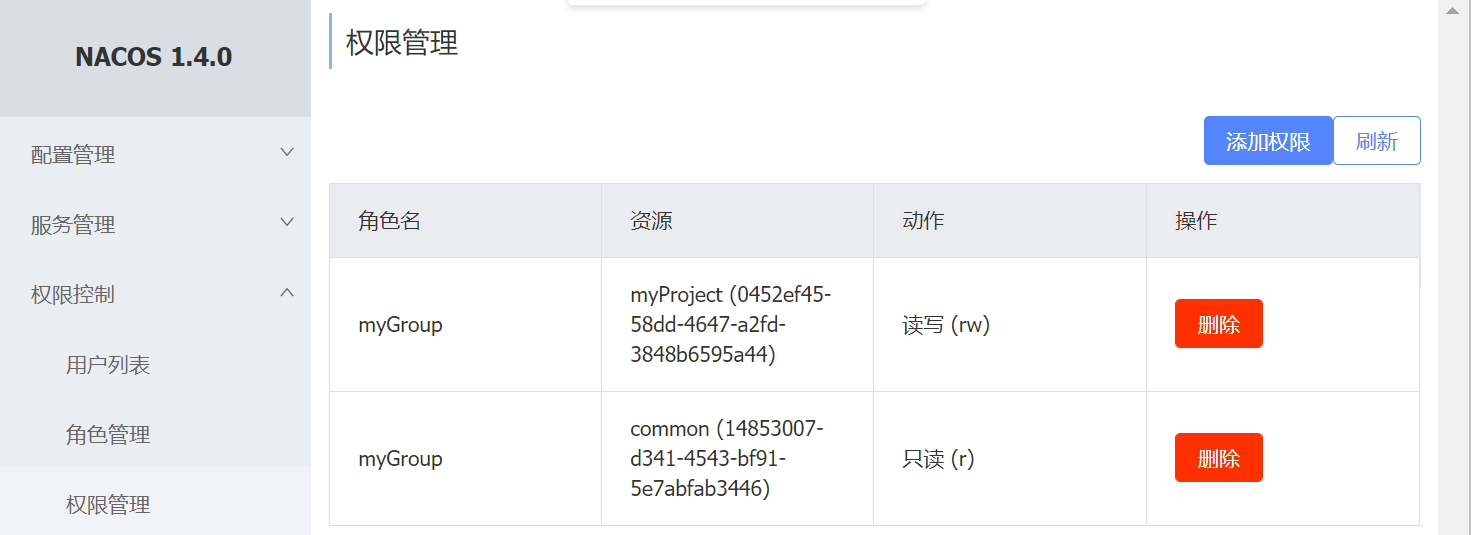 NACOS 1.4.0
配置管理
服务管理
权限控制
用户列表
角色管理
权限管理
权限管理
添加权限 刷新
角色名 资源 动作 操作
myGroup
myProject (0452ef45-
58dd-4647-a2fd-
3848b6595a44)
读写 (rw)
删除
myGroup
common (14853007-
d341-4543-bf91-
5e7abfab3446)
只读 (r)
删除